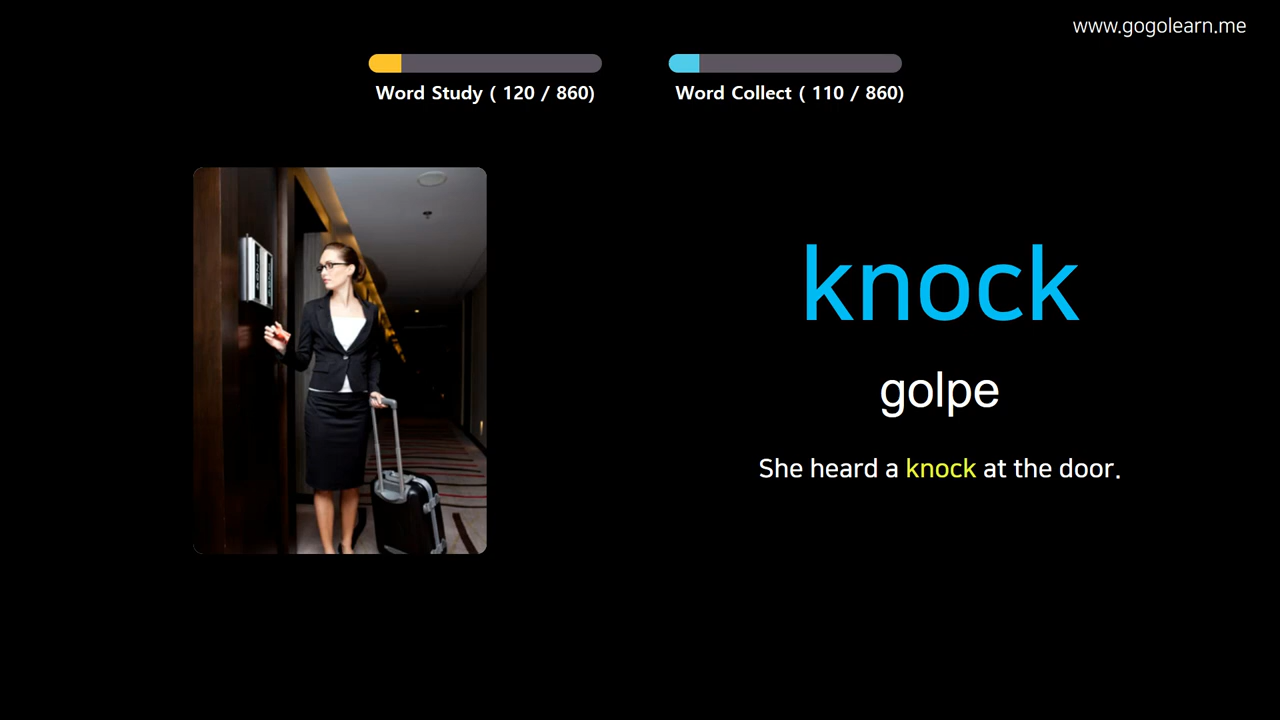 www.gogolearn.me
Word Study ( 120 / 860)
Word Collect ( 110 / 860)
knock
golpe
She heard a knock at the door.